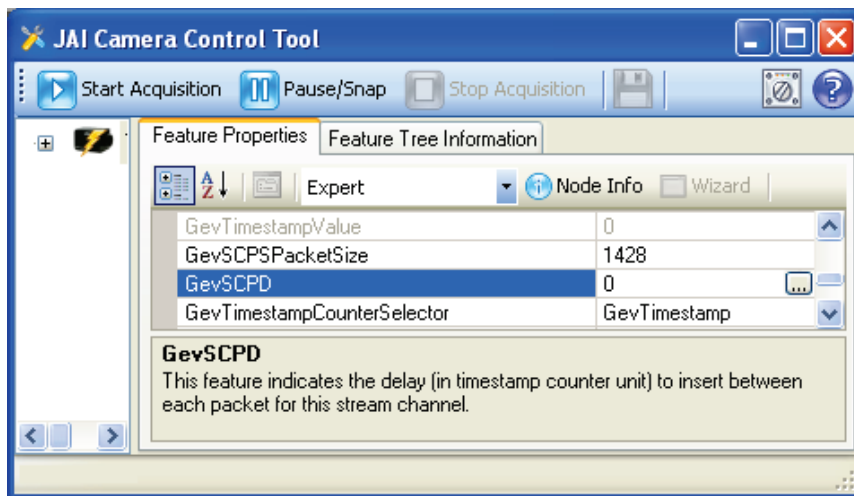 JAI Camera Control Tool
Start Acquisition Pause/Snap Stop Acquisition
Feature Properties Feature Tree Information
Expert Node Info Wizard
GevTimestampValue 0
GevSCPSPacketSize 1428
GevSCPD 0 ...
GevTimestampCounterSelector GevTimestamp
GevSCPD
This feature indicates the delay (in timestamp counter unit) to insert between
each packet for this stream channel.